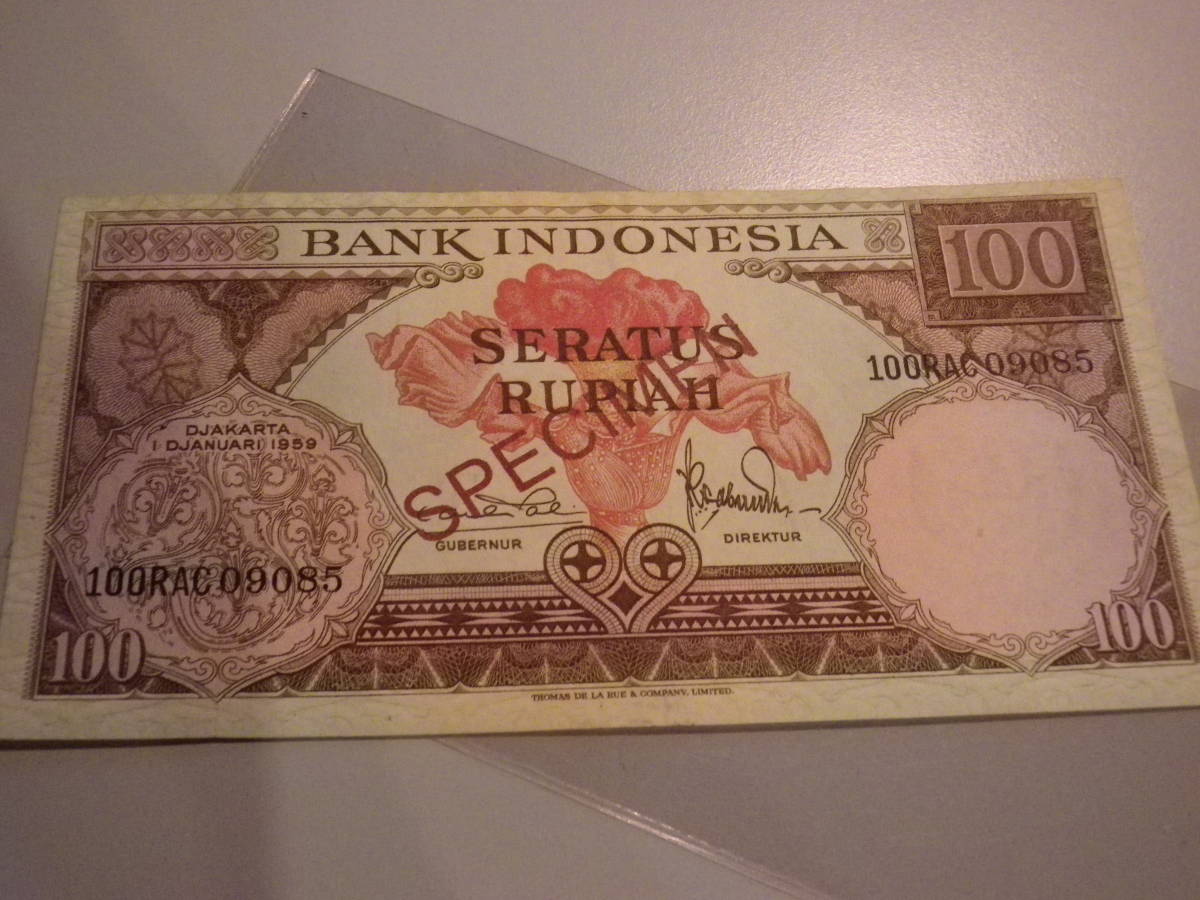 BANK INDONESIA
100
SERATUS
RUPIAH
SPECIMEN
100RAC09085
DJAKARTA
1 DJANUARI 1959
GUBERNUR
DIREKTUR
100RAC09085
100
100
THOMAS DE LA RUE & COMPANY, LIMITED.